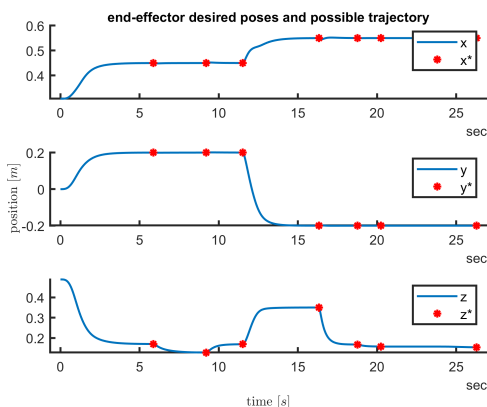 end-effector desired poses and possible trajectory
0.6
0.4
x
x*
0 5 10 15 20 25
sec
position [m]
0.2
0
-0.2
y
y*
0 5 10 15 20 25
sec
0.4
0.3
0.2
z
z*
0 5 10 15 20 25
sec
time [s]